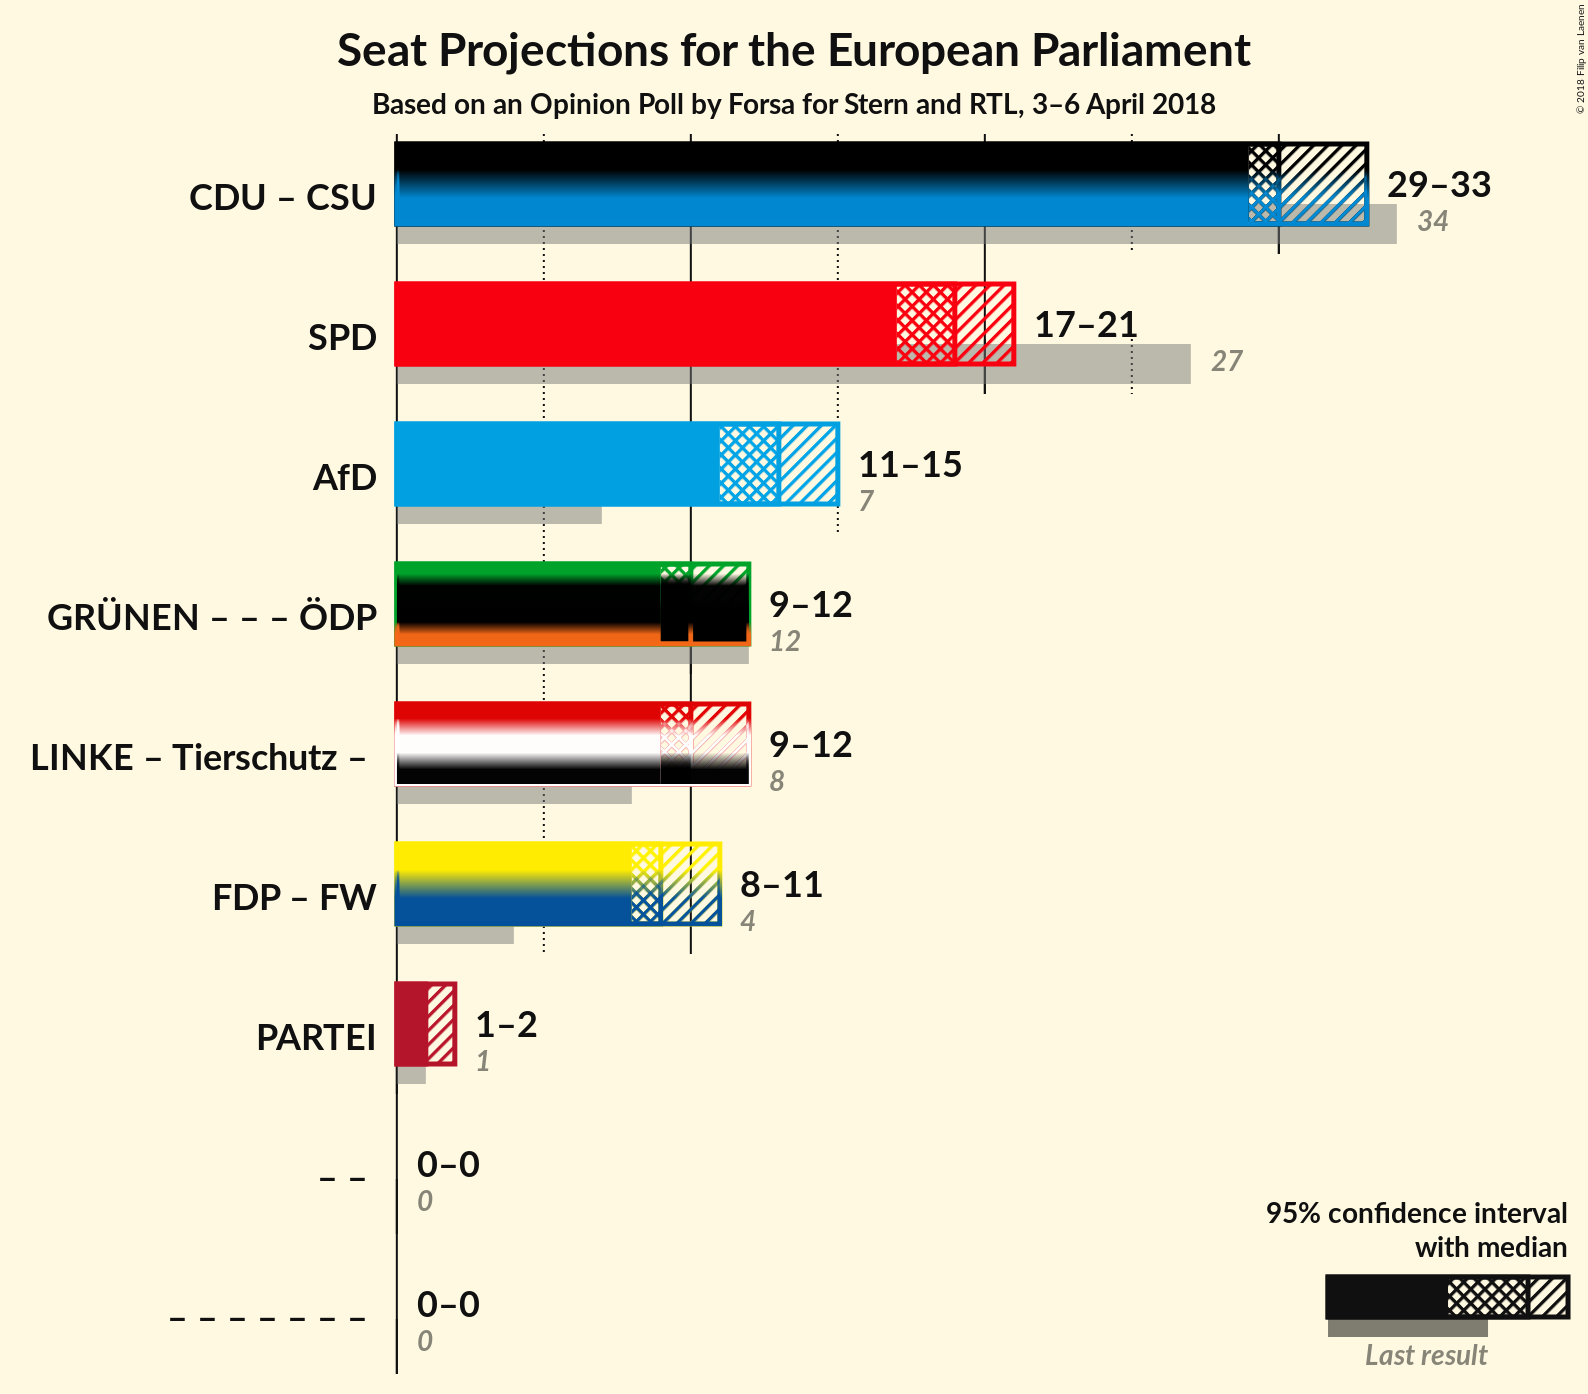 Seat Projections for the European Parliament
Based on an Opinion Poll by Forsa for Stern and RTL, 3–6 April 2018
© 2018 Filip van Laenen
CDU – CSU
29–33
34
SPD
17–21
27
AfD
11–15
7
GRÜNEN – – – ÖDP
9–12
12
LINKE – Tierschutz –
9–12
8
FDP – FW
8–11
4
PARTEI
1–2
1
– –
0–0
0
– – – – – – –
0–0
0
95% confidence interval
with median
Last result